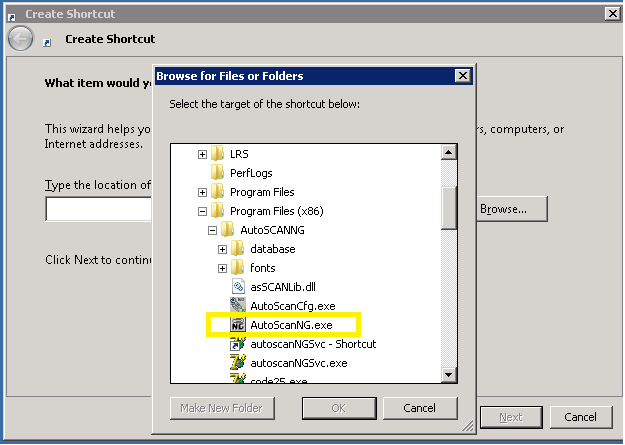 Create Shortcut
Create Shortcut
What item would y
This wizard helps yo
rs, computers, or
Internet addresses.
Type the location of
Browse...
Click Next to continu
Next
Cancel
Browse for Files or Folders
Select the target of the shortcut below:
LRS
PerfLogs
Program Files
Program Files (x86)
AutoSCANNG
database
fonts
asSCANLib.dll
AutoScanCfg.exe
AutoScanNG.exe
autoscanNGSvc - Shortcut
autoscanNGSvc.exe
code25.exe
Make New Folder
OK
Cancel